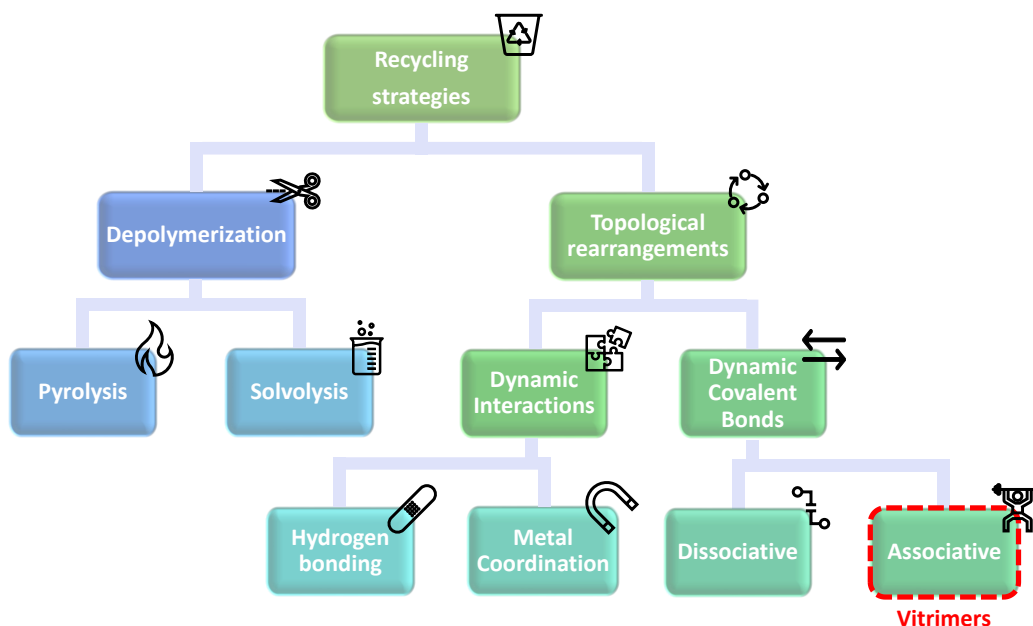 Recycling
strategies
Depolymerization
Topological
rearrangements
Pyrolysis
Solvolysis
Dynamic
Interactions
Dynamic
Covalent
Bonds
Hydrogen
bonding
Metal
Coordination
Dissociative
Associative
Vitrimers